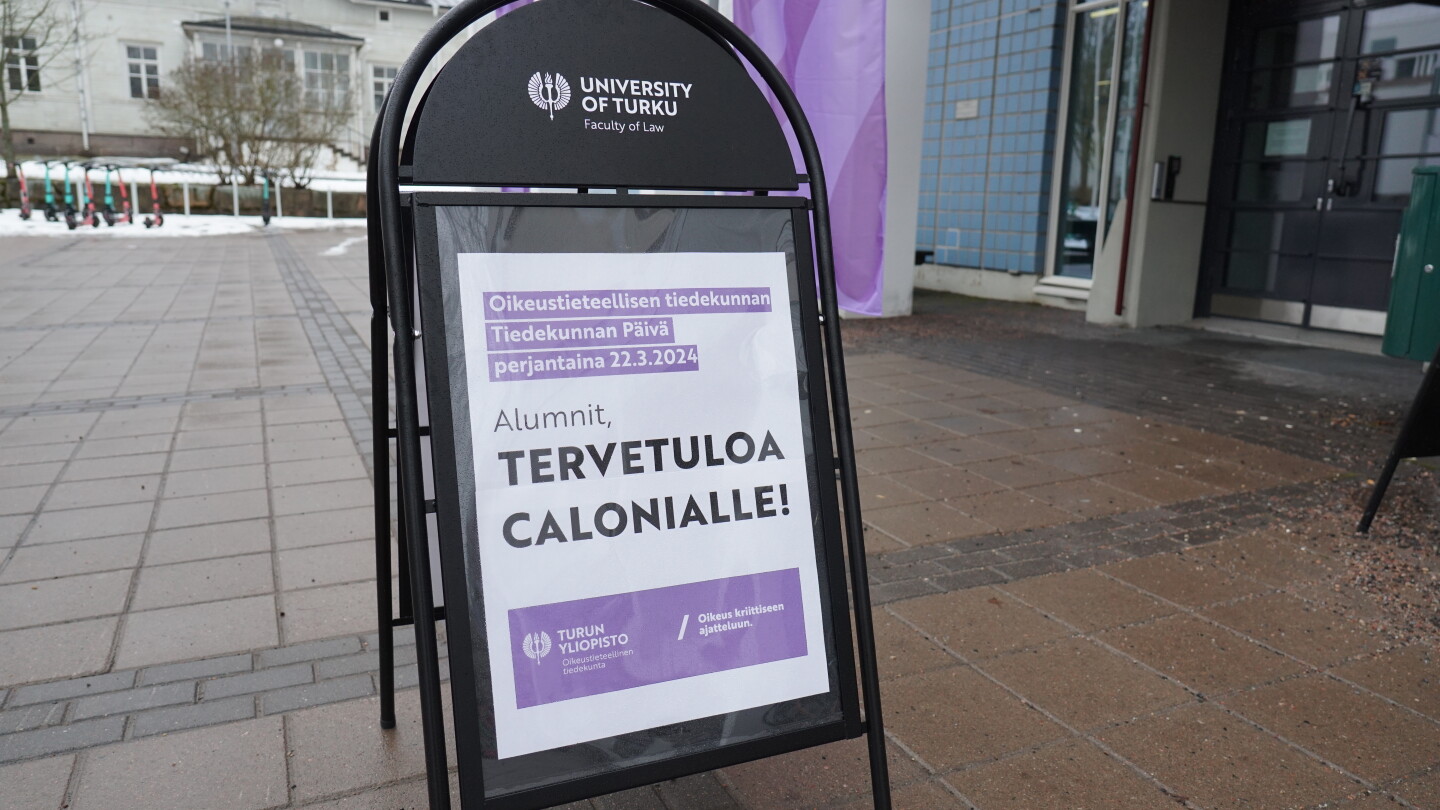 UNIVERSITY
OF TURKU
Faculty of Law
Oikeustieteellisen tiedekunnan
Tiedekunnan Päivä
perjantaina 22.3.2024
Alumnit,
TERVETULOA
CALONIALLE!
TURUN
YLIOPISTO
Oikeustieteellinen
tiedekunta
/ Oikeus kriittiseen
ajatteluun.